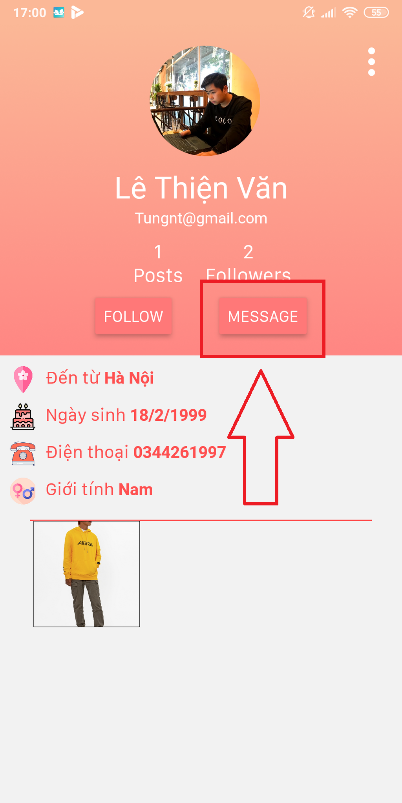 17:00
55
Lê Thiện Văn
Tungnt@gmail.com
1 2
Posts Followers
FOLLOW MESSAGE
Đến từ Hà Nội
Ngày sinh 18/2/1999
Điện thoại 0344261997
Giới tính Nam